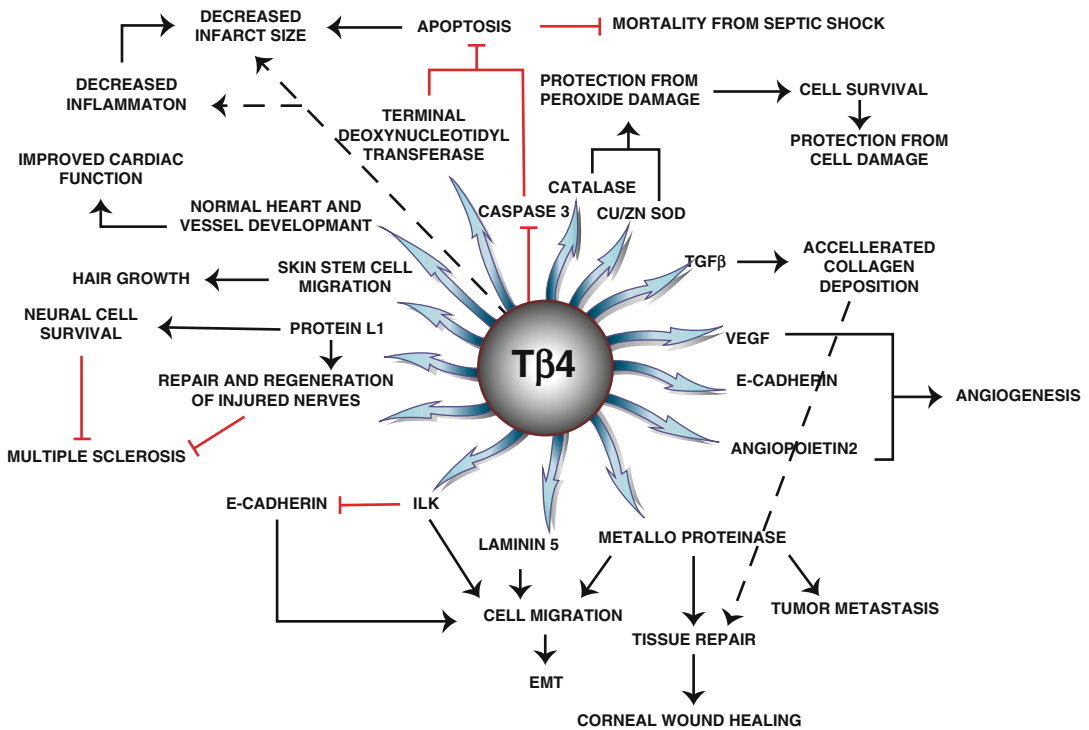 DECREASED
INFARCT SIZE
APOPTOSIS
MORTALITY FROM SEPTIC SHOCK
DECREASED
INFLAMMATON
TERMINAL
DEOXYNUCLEOTIDYL
TRANSFERASE
PROTECTION FROM
PEROXIDE DAMAGE
CELL SURVIVAL
PROTECTION FROM
CELL DAMAGE
IMPROVED CARDIAC
FUNCTION
NORMAL HEART AND
VESSEL DEVELOPMANT
CASPASE 3
CATALASE
CU/ZN SOD
TGFβ
ACCELLERATED
COLLAGEN
DEPOSITION
HAIR GROWTH
SKIN STEM CELL
MIGRATION
NEURAL CELL
SURVIVAL
PROTEIN L1
REPAIR AND REGENERATION
OF INJURED NERVES
MULTIPLE SCLEROSIS
Tβ4
VEGF
E-CADHERIN
ANGIOPOIETIN2
ANGIOGENESIS
E-CADHERIN
ILK
LAMININ 5
METALLO PROTEINASE
CELL MIGRATION
TISSUE REPAIR
TUMOR METASTASIS
EMT
CORNEAL WOUND HEALING